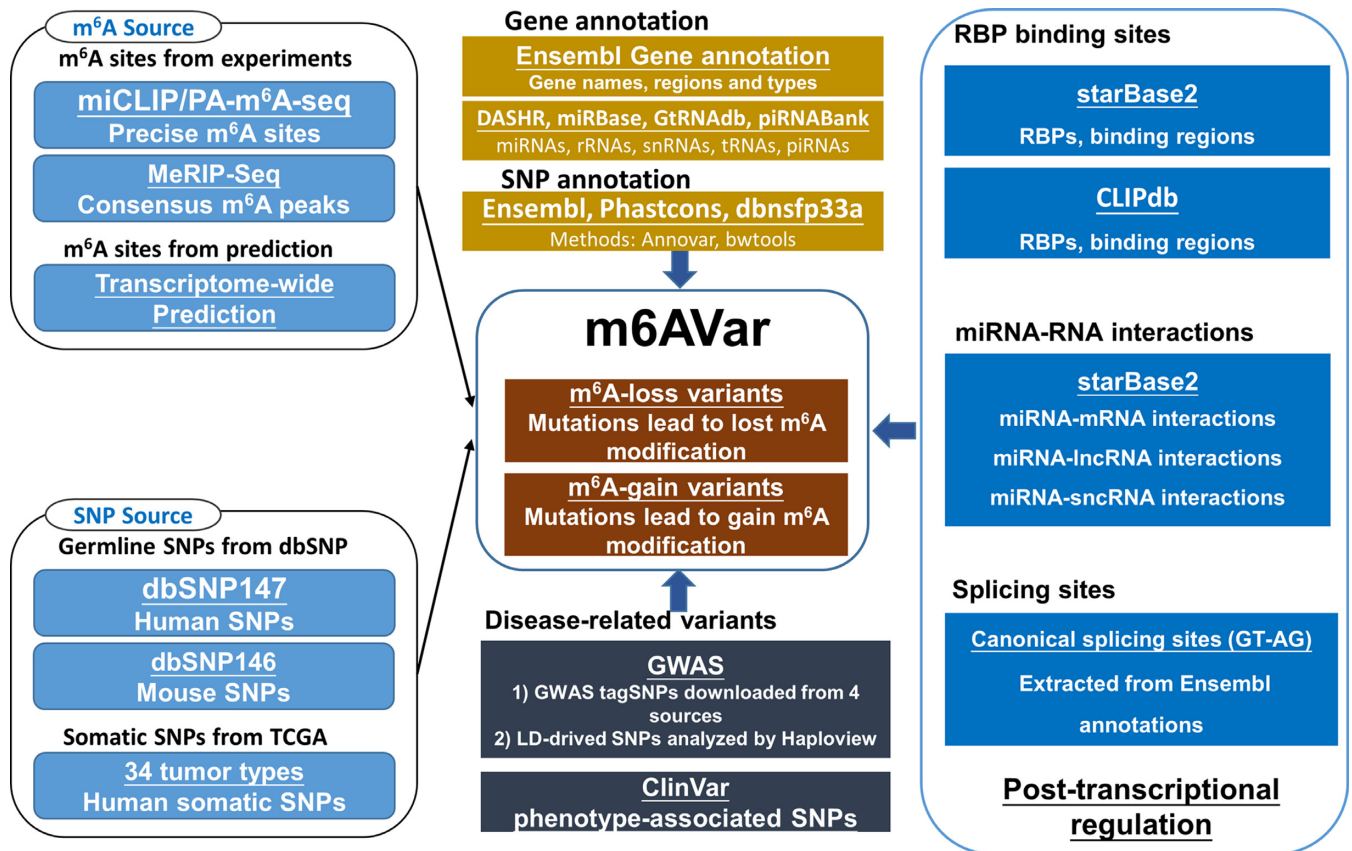 m⁶A Source
m⁶A sites from experiments
miCLIP/PA-m⁶A-seq
Precise m⁶A sites
MeRIP-Seq
Consensus m⁶A peaks
m⁶A sites from prediction
Transcriptome-wide
Prediction
SNP Source
Germline SNPs from dbSNP
dbSNP147
Human SNPs
dbSNP146
Mouse SNPs
Somatic SNPs from TCGA
34 tumor types
Human somatic SNPs
Gene annotation
Ensembl Gene annotation
Gene names, regions and types
DASHR, miRBase, GtRNAdb, piRNABank
miRNAs, rRNAs, snRNAs, tRNAs, piRNAs
SNP annotation
Ensembl, Phastcons, dbnsfp33a
Methods: Annovar, bwtools
m6AVar
m⁶A-loss variants
Mutations lead to lost m⁶A
modification
m⁶A-gain variants
Mutations lead to gain m⁶A
modification
Disease-related variants
GWAS
1) GWAS tagSNPs downloaded from 4
sources
2) LD-drived SNPs analyzed by Haploview
ClinVar
phenotype-associated SNPs
RBP binding sites
starBase2
RBPs, binding regions
CLIPdb
RBPs, binding regions
miRNA-RNA interactions
starBase2
miRNA-mRNA interactions
miRNA-lncRNA interactions
miRNA-sncRNA interactions
Splicing sites
Canonical splicing sites (GT-AG)
Extracted from Ensembl
annotations
Post-transcriptional
regulation